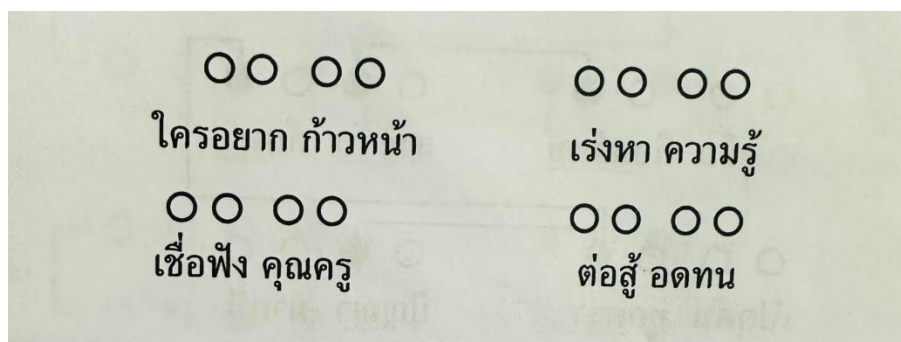 ใครอยาก ก้าวหน้า เร่งหา ความรู้
เชื่อฟัง คุณครู ต่อสู้ อดทน